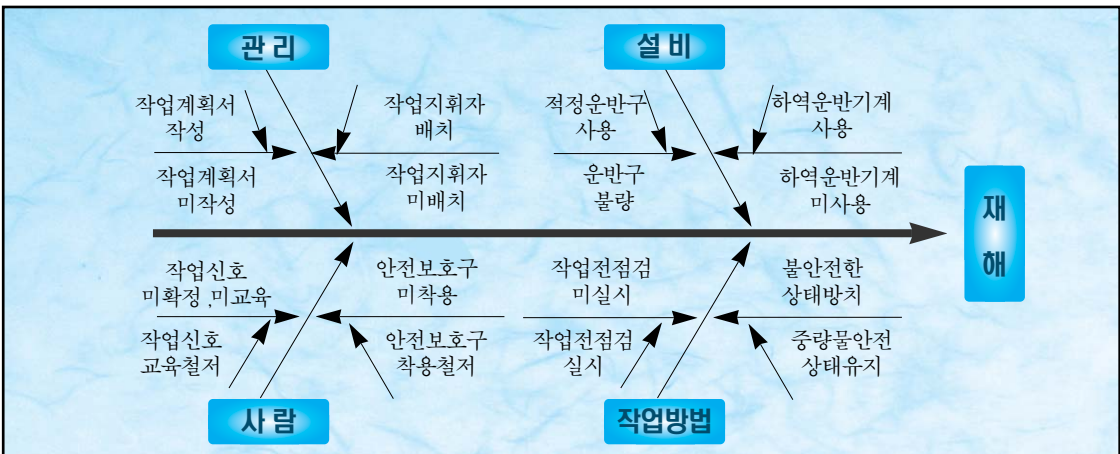 관 리
설 비
작업계획서
작성
작업지휘자
배치
적정운반구
사용
하역운반기계
사용
작업계획서
미작성
작업지휘자
미배치
운반구
불량
하역운반기계
미사용
재
해
작업신호
미확정 ,미교육
안전보호구
미착용
작업전점검
미실시
불안전한
상태방치
작업신호
교육철저
안전보호구
착용철저
작업전점검
실시
중량물안전
상태유지
사 람
작업방법